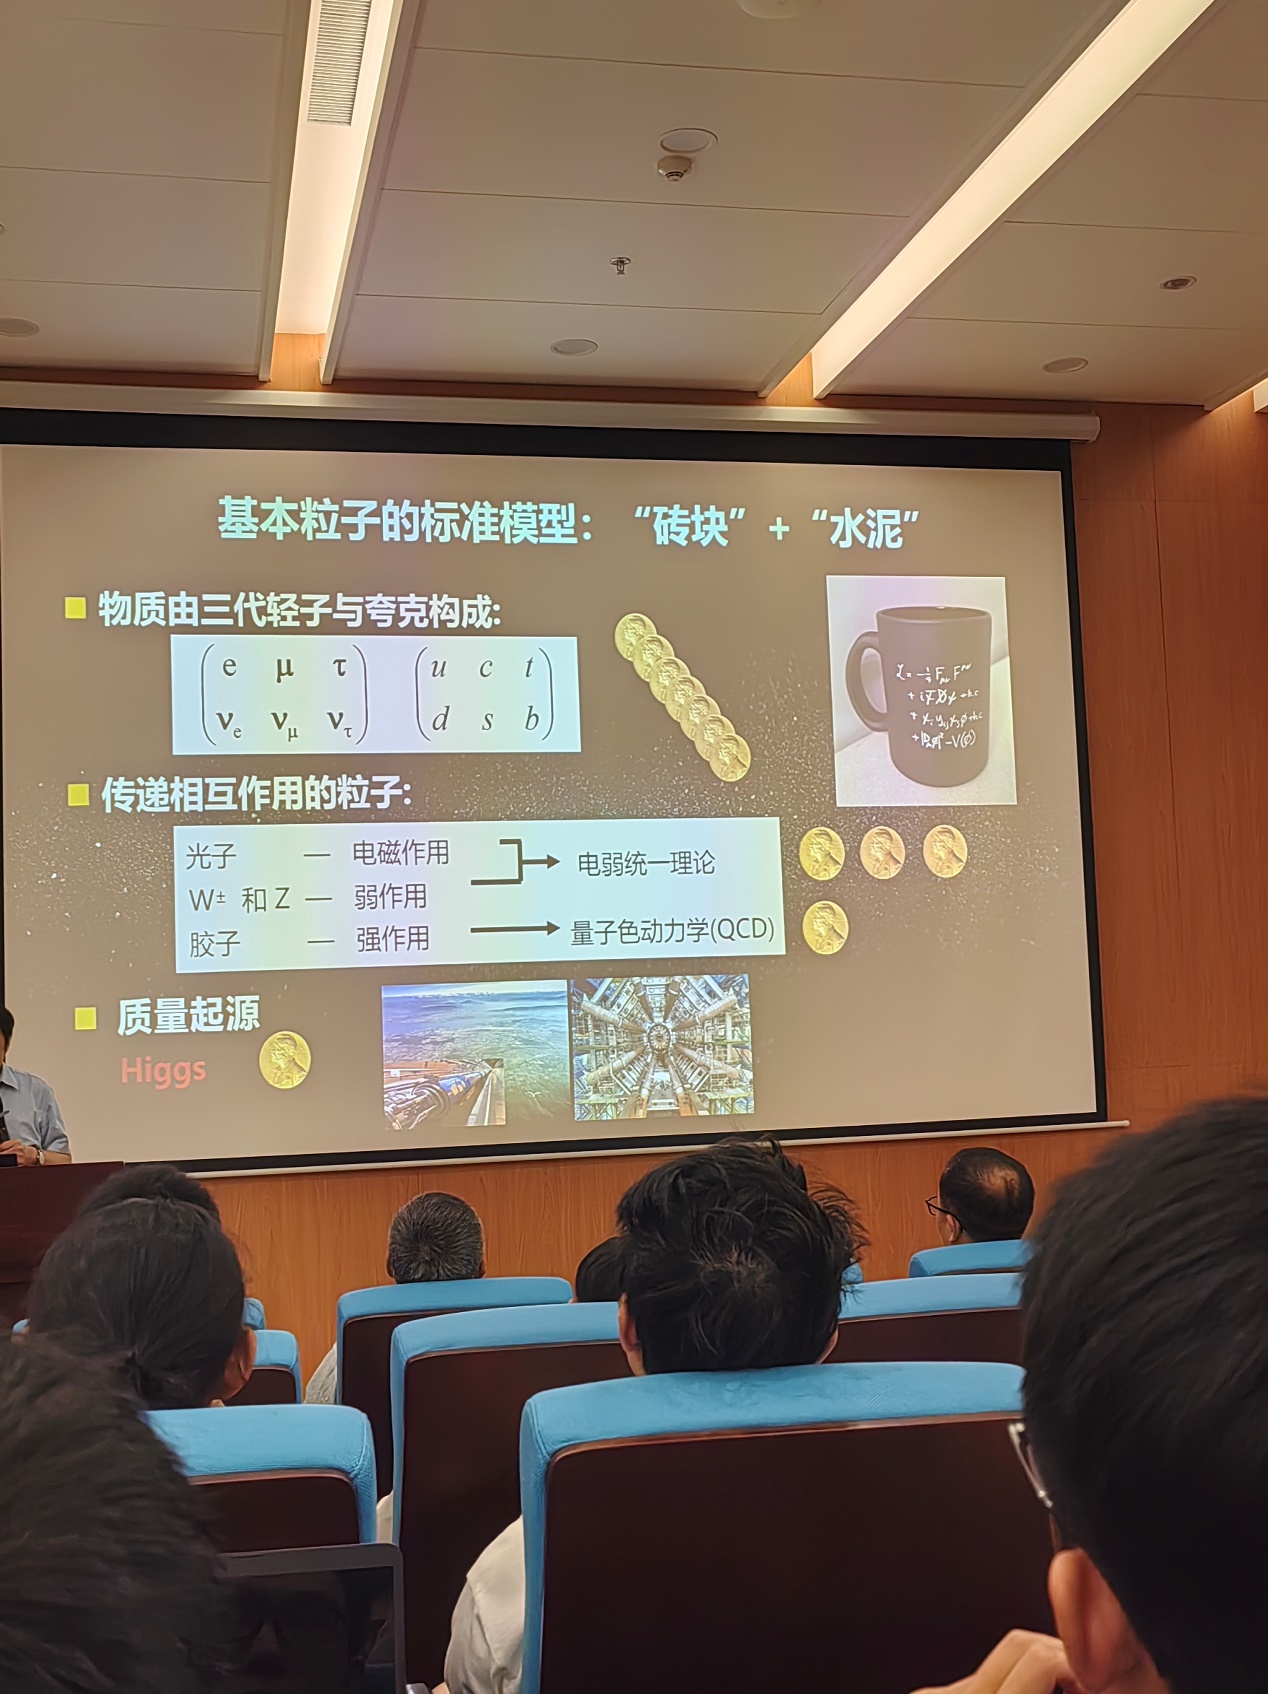 基本粒子的标准模型：“砖块” + “水泥”
物质由三代轻子与夸克构成:
e μ τ u c t
νe νμ ντ d s b
传递相互作用的粒子:
光子 — 电磁作用
电弱统一理论
W± 和 Z — 弱作用
胶子 — 强作用
量子色动力学(QCD)
质量起源
Higgs